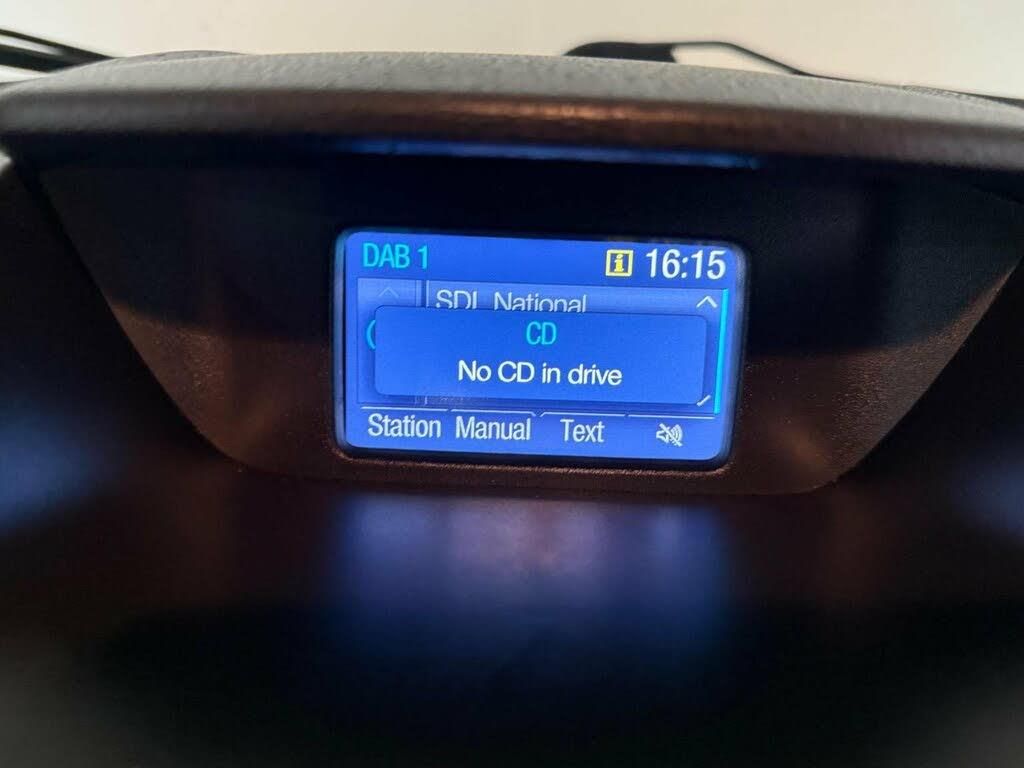 DAB 1 16:15
SDL National
CD
No CD in drive
Station Manual Text